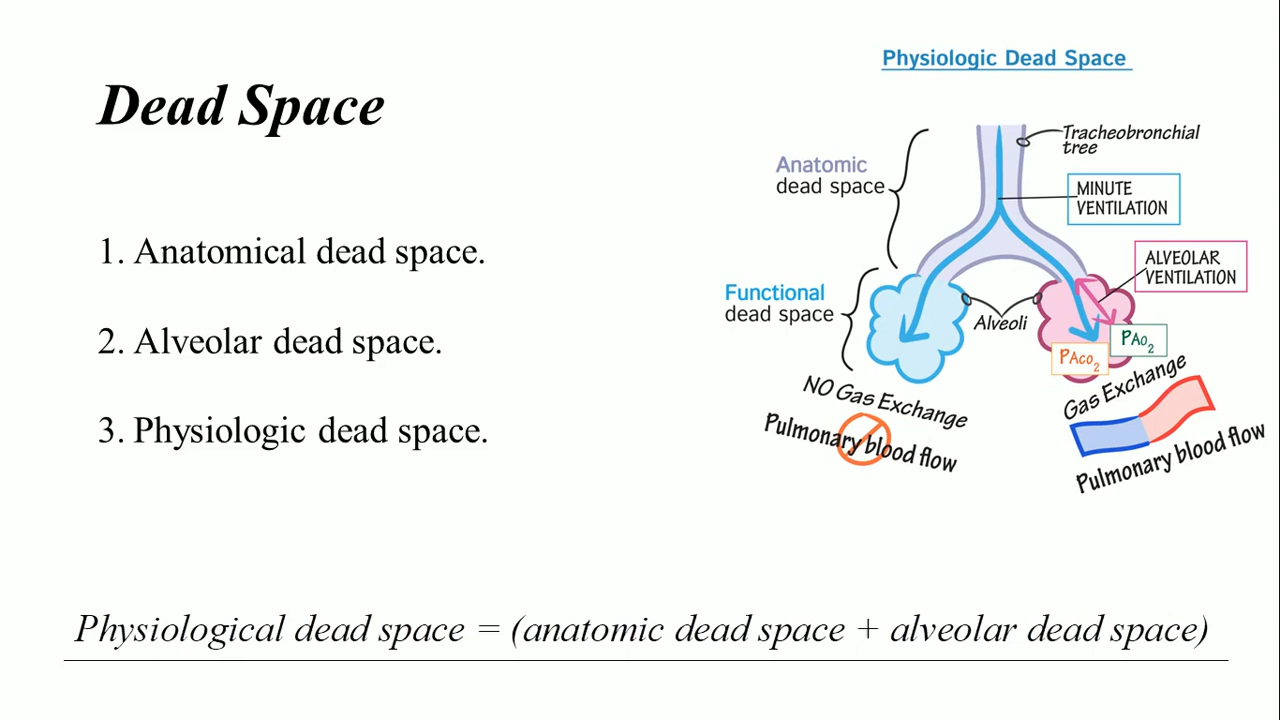 Dead Space
1. Anatomical dead space.
2. Alveolar dead space.
3. Physiologic dead space.
Physiologic Dead Space
Tracheobronchial
tree
Anatomic
dead space
MINUTE
VENTILATION
ALVEOLAR
VENTILATION
Functional
dead space
Alveoli
PAO₂
PACO₂
NO Gas Exchange
Pulmonary blood flow
Gas Exchange
Pulmonary blood flow
Physiological dead space = (anatomic dead space + alveolar dead space)